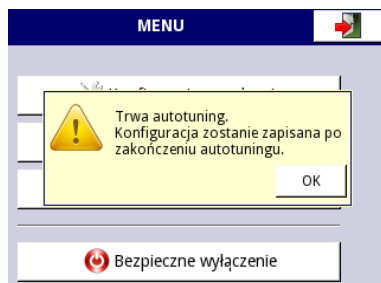 MENU
Trwa autotuning.
Konfiguracja zostanie zapisana po
zakończeniu autotuningu.
OK
Bezpieczne wyłączenie